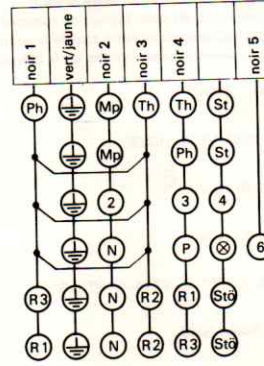 noir 1 vert/jaune noir 2 noir 3 noir 4 noir 5
Ph Mp Th Th St
Mp Ph St
2 3 4
N P 6
R3 N R2 R1 Stö
R1 N R2 R3 Stö